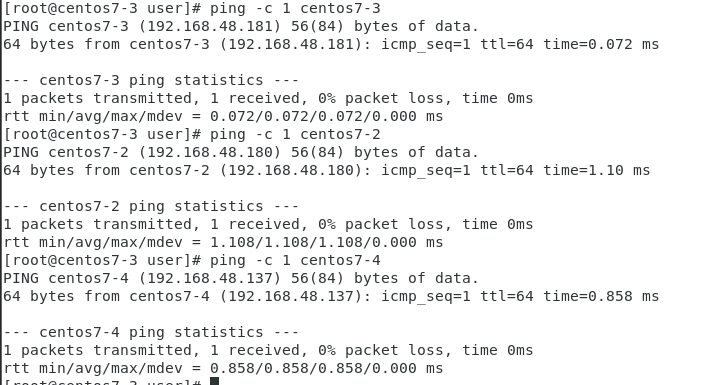 [root@centos7-3 user]# ping -c 1 centos7-3
PING centos7-3 (192.168.48.181) 56(84) bytes of data.
64 bytes from centos7-3 (192.168.48.181): icmp_seq=1 ttl=64 time=0.072 ms
--- centos7-3 ping statistics ---
1 packets transmitted, 1 received, 0% packet loss, time 0ms
rtt min/avg/max/mdev = 0.072/0.072/0.072/0.000 ms
[root@centos7-3 user]# ping -c 1 centos7-2
PING centos7-2 (192.168.48.180) 56(84) bytes of data.
64 bytes from centos7-2 (192.168.48.180): icmp_seq=1 ttl=64 time=1.10 ms
--- centos7-2 ping statistics ---
1 packets transmitted, 1 received, 0% packet loss, time 0ms
rtt min/avg/max/mdev = 1.108/1.108/1.108/0.000 ms
[root@centos7-3 user]# ping -c 1 centos7-4
PING centos7-4 (192.168.48.137) 56(84) bytes of data.
64 bytes from centos7-4 (192.168.48.137): icmp_seq=1 ttl=64 time=0.858 ms
--- centos7-4 ping statistics ---
1 packets transmitted, 1 received, 0% packet loss, time 0ms
rtt min/avg/max/mdev = 0.858/0.858/0.858/0.000 ms
[root@centos7-3 user]#